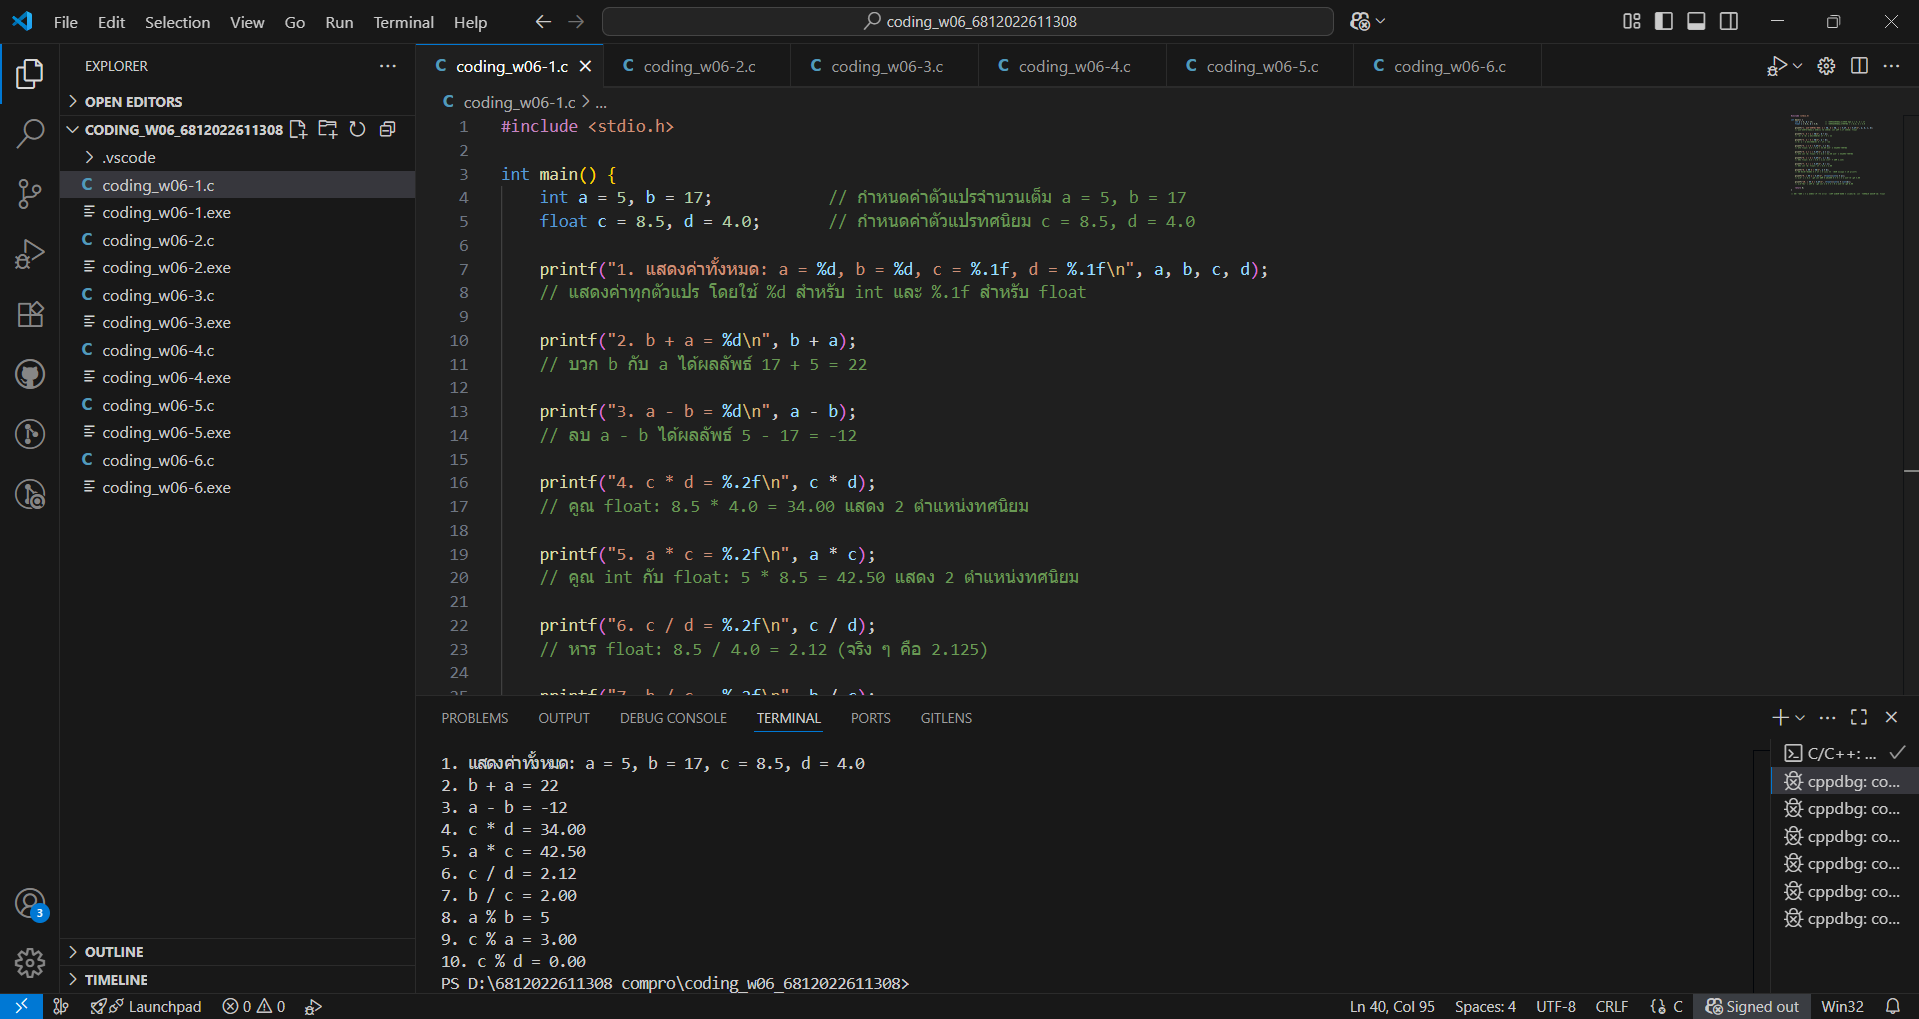 File Edit Selection View Go Run Terminal Help
coding_w06_6812022611308
EXPLORER
OPEN EDITORS
CODING_W06_6812022611308
.vscode
C coding_w06-1.c
coding_w06-1.exe
C coding_w06-2.c
coding_w06-2.exe
C coding_w06-3.c
coding_w06-3.exe
C coding_w06-4.c
coding_w06-4.exe
C coding_w06-5.c
coding_w06-5.exe
C coding_w06-6.c
coding_w06-6.exe
3
OUTLINE
TIMELINE
C coding_w06-1.c C coding_w06-2.c C coding_w06-3.c C coding_w06-4.c C coding_w06-5.c C coding_w06-6.c
C coding_w06-1.c > ...
1 #include <stdio.h>
2
3 int main() {
4 int a = 5, b = 17; // กำหนดค่าตัวแปรจำนวนเต็ม a = 5, b = 17
5 float c = 8.5, d = 4.0; // กำหนดค่าตัวแปรทศนิยม c = 8.5, d = 4.0
6
7 printf("1. แสดงค่าทั้งหมด: a = %d, b = %d, c = %.1f, d = %.1f\n", a, b, c, d);
8 // แสดงค่าทุกตัวแปร โดยใช้ %d สำหรับ int และ %.1f สำหรับ float
9
10 printf("2. b + a = %d\n", b + a);
11 // บวก b กับ a ได้ผลลัพธ์ 17 + 5 = 22
12
13 printf("3. a - b = %d\n", a - b);
14 // ลบ a - b ได้ผลลัพธ์ 5 - 17 = -12
15
16 printf("4. c * d = %.2f\n", c * d);
17 // คูณ float: 8.5 * 4.0 = 34.00 แสดง 2 ตำแหน่งทศนิยม
18
19 printf("5. a * c = %.2f\n", a * c);
20 // คูณ int กับ float: 5 * 8.5 = 42.50 แสดง 2 ตำแหน่งทศนิยม
21
22 printf("6. c / d = %.2f\n", c / d);
23 // หาร float: 8.5 / 4.0 = 2.12 (จริง ๆ คือ 2.125)
24
25 printf("7. b / c = %.2f\n", b / c);
PROBLEMS OUTPUT DEBUG CONSOLE TERMINAL PORTS GITLENS
1. แสดงค่าทั้งหมด: a = 5, b = 17, c = 8.5, d = 4.0
2. b + a = 22
3. a - b = -12
4. c * d = 34.00
5. a * c = 42.50
6. c / d = 2.12
7. b / c = 2.00
8. a % b = 5
9. c % a = 3.00
10. c % d = 0.00
PS D:\6812022611308 compro\coding_w06_6812022611308>
C/C++: ...
cppdbg: co...
cppdbg: co...
cppdbg: co...
cppdbg: co...
cppdbg: co...
cppdbg: co...
Launchpad 0 0 Ln 40, Col 95 Spaces: 4 UTF-8 CRLF C Signed out Win32